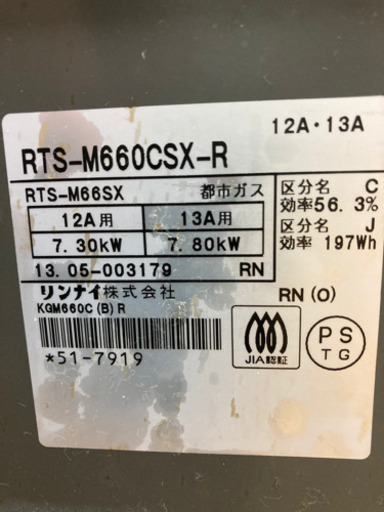 12A・13A
RTS-M660CSX-R
RTS-M66SX 都市ガス
12A用 13A用
7.30kW 7.80kW
区分名 C
効率56.3%
区分名 J
効率 197Wh
13.05-003179 RN
リンナイ株式会社
KGM660C(B)R
RN(O)
*51-7919
JIA認証
PS
TG